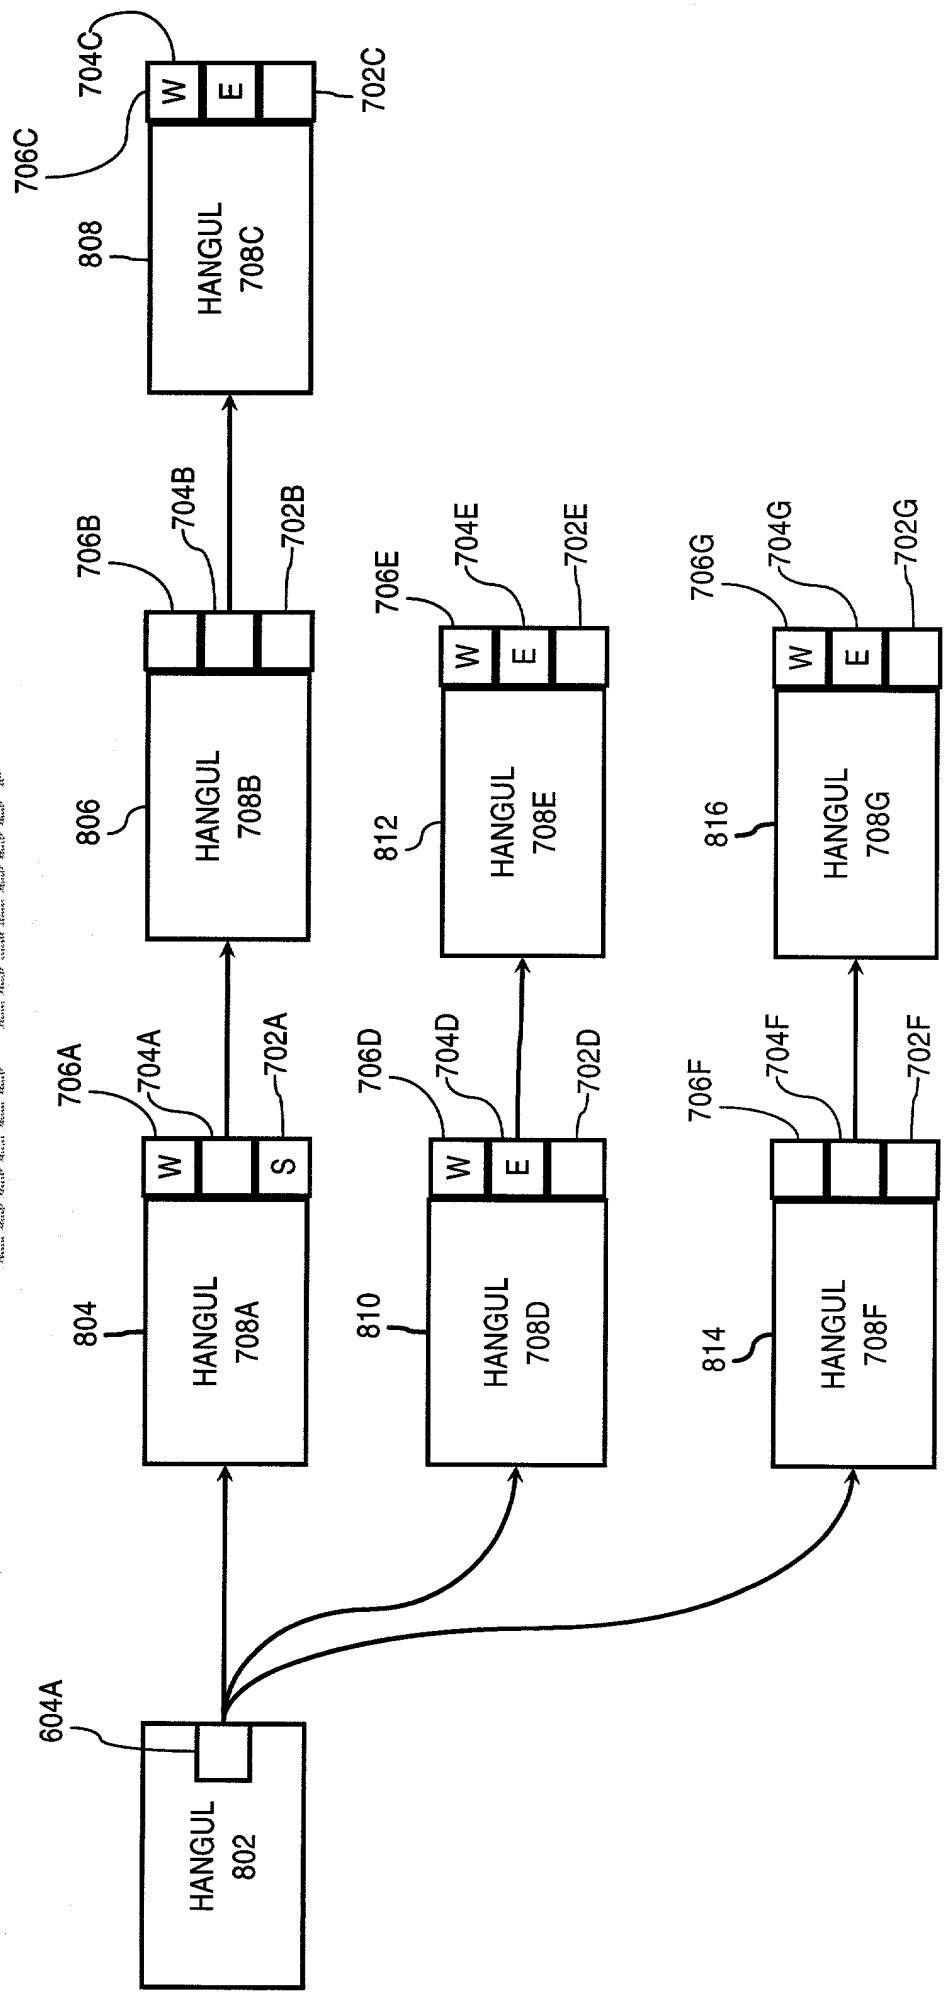 604A
HANGUL
802
804
HANGUL
708A
706A
W
704A
S
702A
806
HANGUL
708B
706B
704B
702B
808
HANGUL
708C
706C
704C
W
E
702C
810
HANGUL
708D
706D
W
704D
E
702D
812
HANGUL
708E
706E
W
704E
E
702E
814
HANGUL
708F
706F
704F
702F
816
HANGUL
708G
706G
W
704G
E
702G